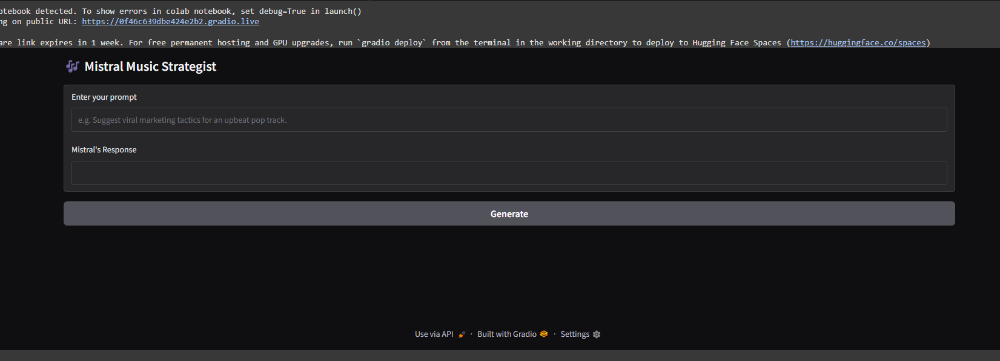 otebook detected. To show errors in colab notebook, set debug=True in launch()
ng on public URL: https://0f46c639dbe424e2b2.gradio.live
are link expires in 1 week. For free permanent hosting and GPU upgrades, run `gradio deploy` from the terminal in the working directory to deploy to Hugging Face Spaces (https://huggingface.co/spaces)
🎶 Mistral Music Strategist
Enter your prompt
e.g. Suggest viral marketing tactics for an upbeat pop track.
Mistral's Response
Generate
Use via API 🚀 · Built with Gradio · Settings ⚙️